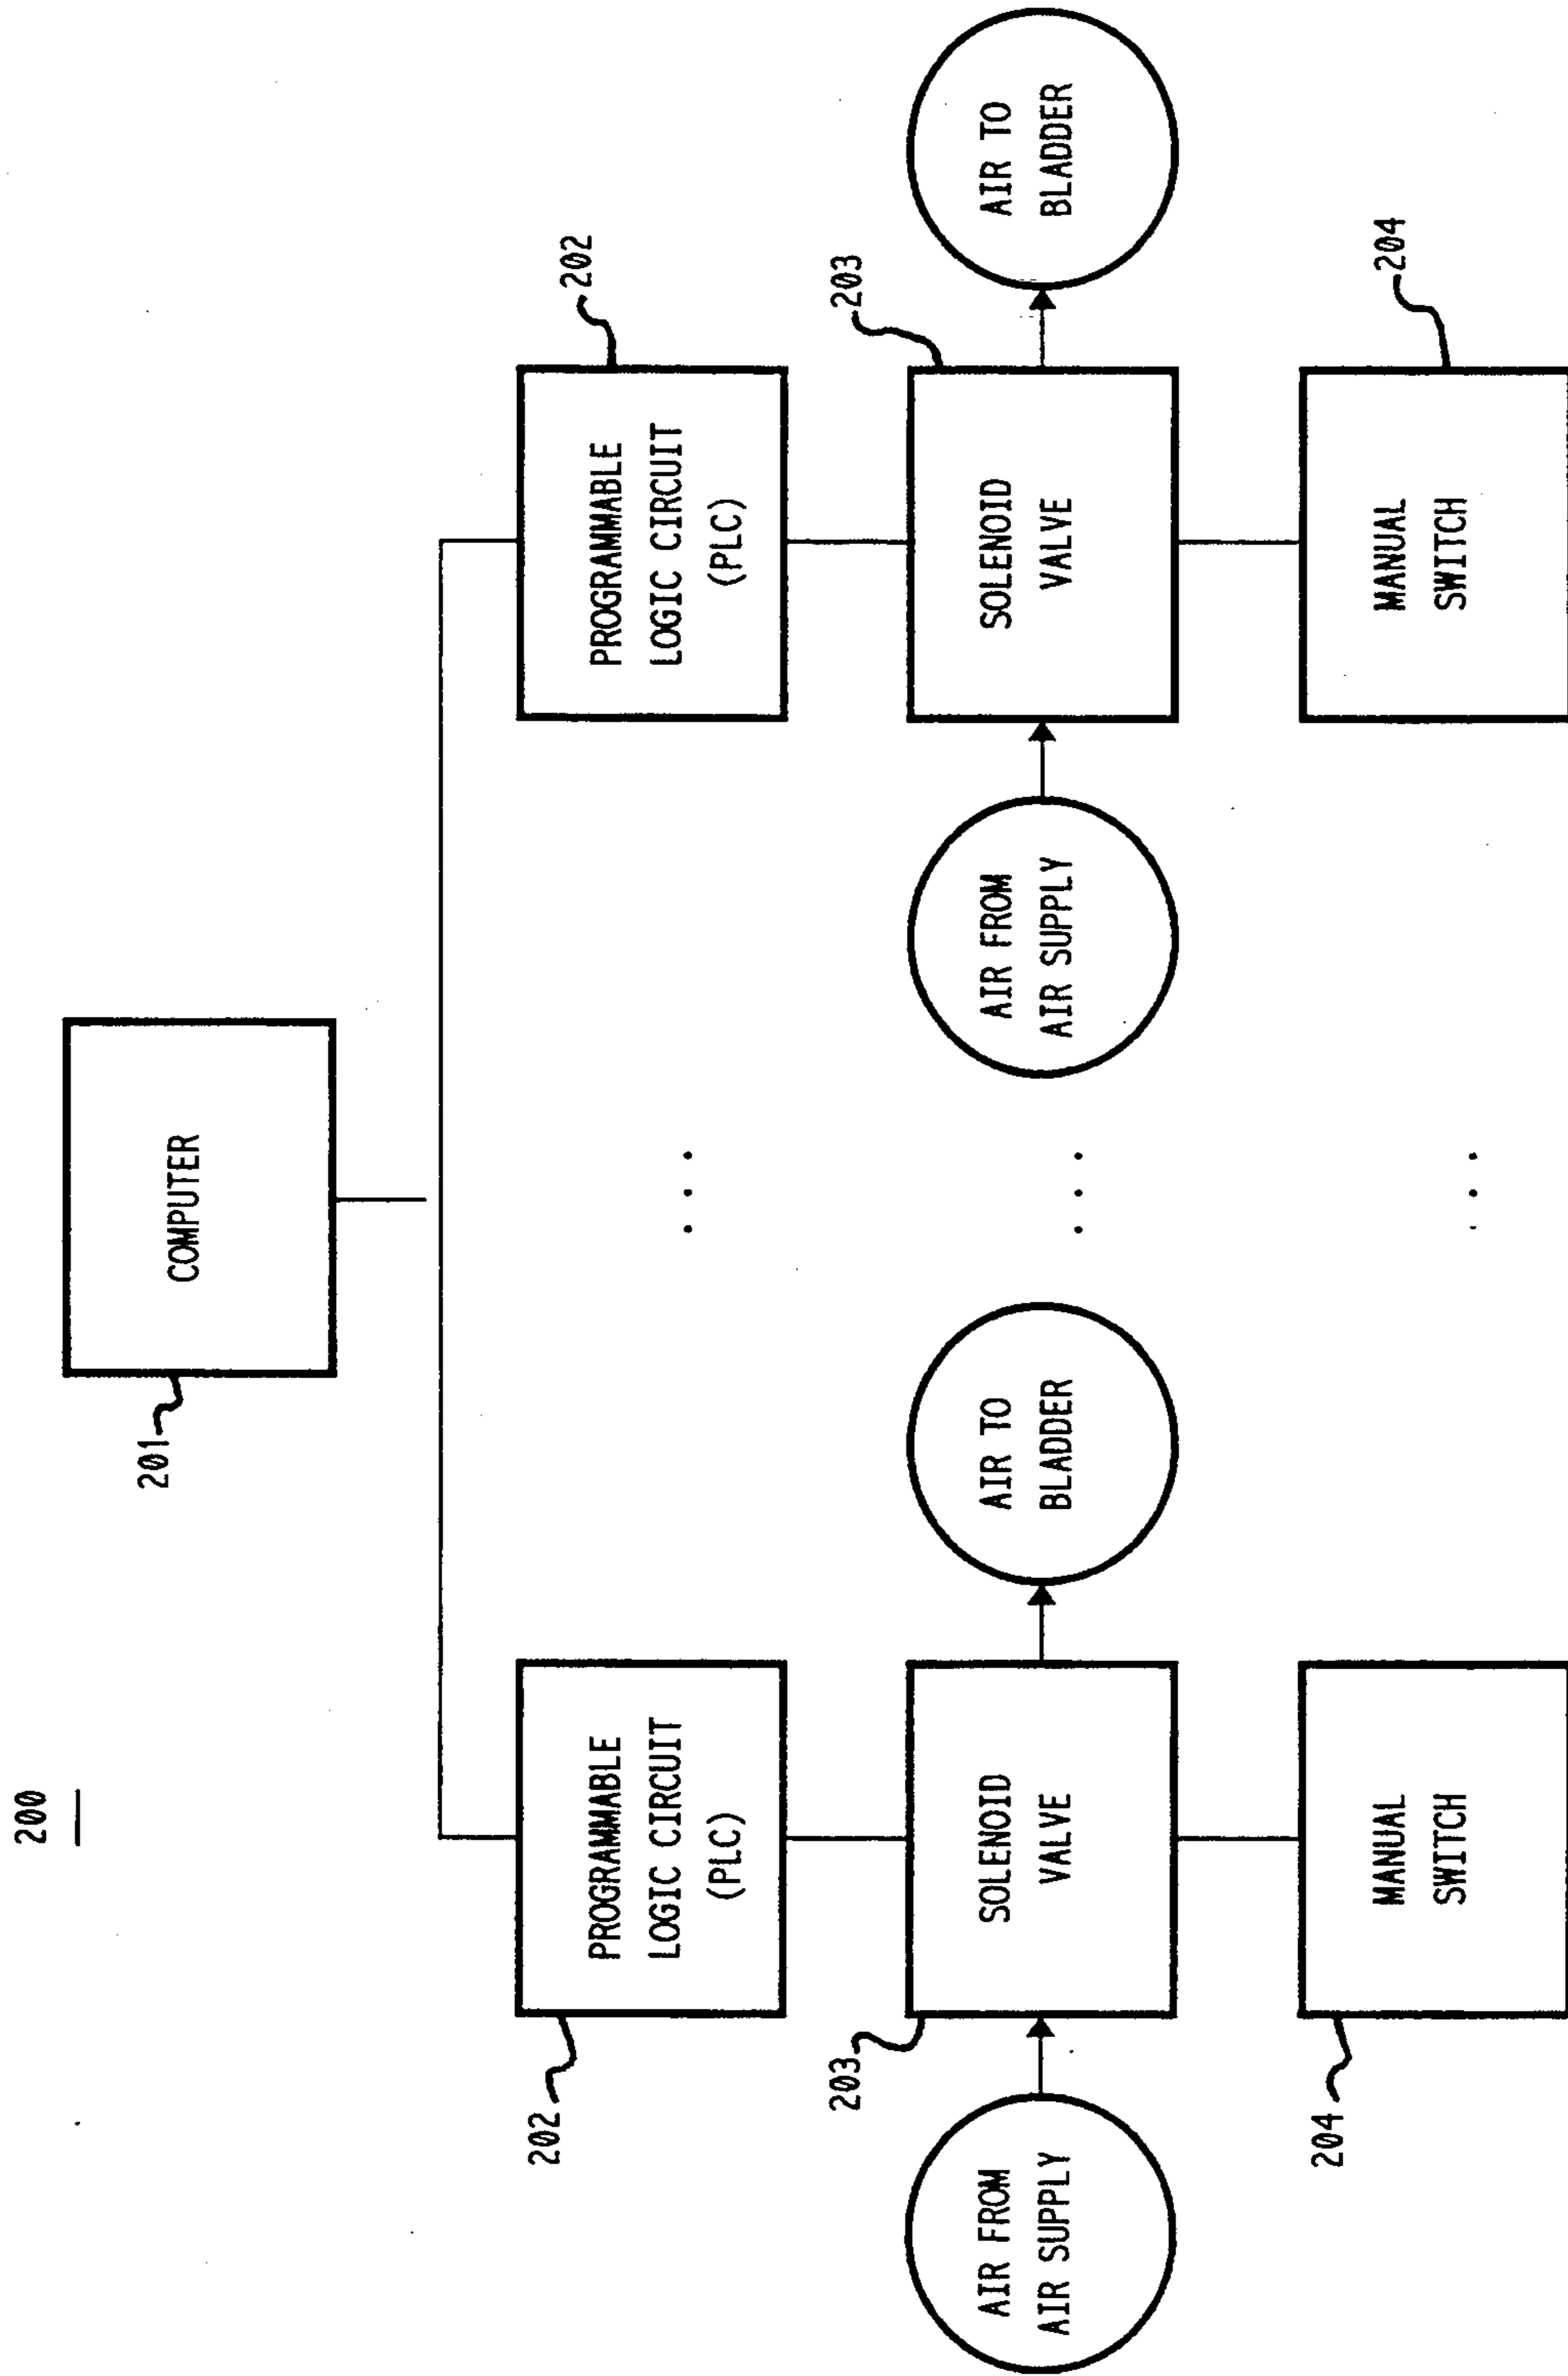 200
COMPUTER
201
PROGRAMMABLE
LOGIC CIRCUIT
(PLC)
202
PROGRAMMABLE
LOGIC CIRCUIT
(PLC)
202
AIR FROM
AIR SUPPLY
203
SOLENOID
VALVE
AIR TO
BLADDER
AIR FROM
AIR SUPPLY
SOLENOID
VALVE
203
AIR TO
BLADDER
204
MANUAL
SWITCH
MANUAL
SWITCH
204